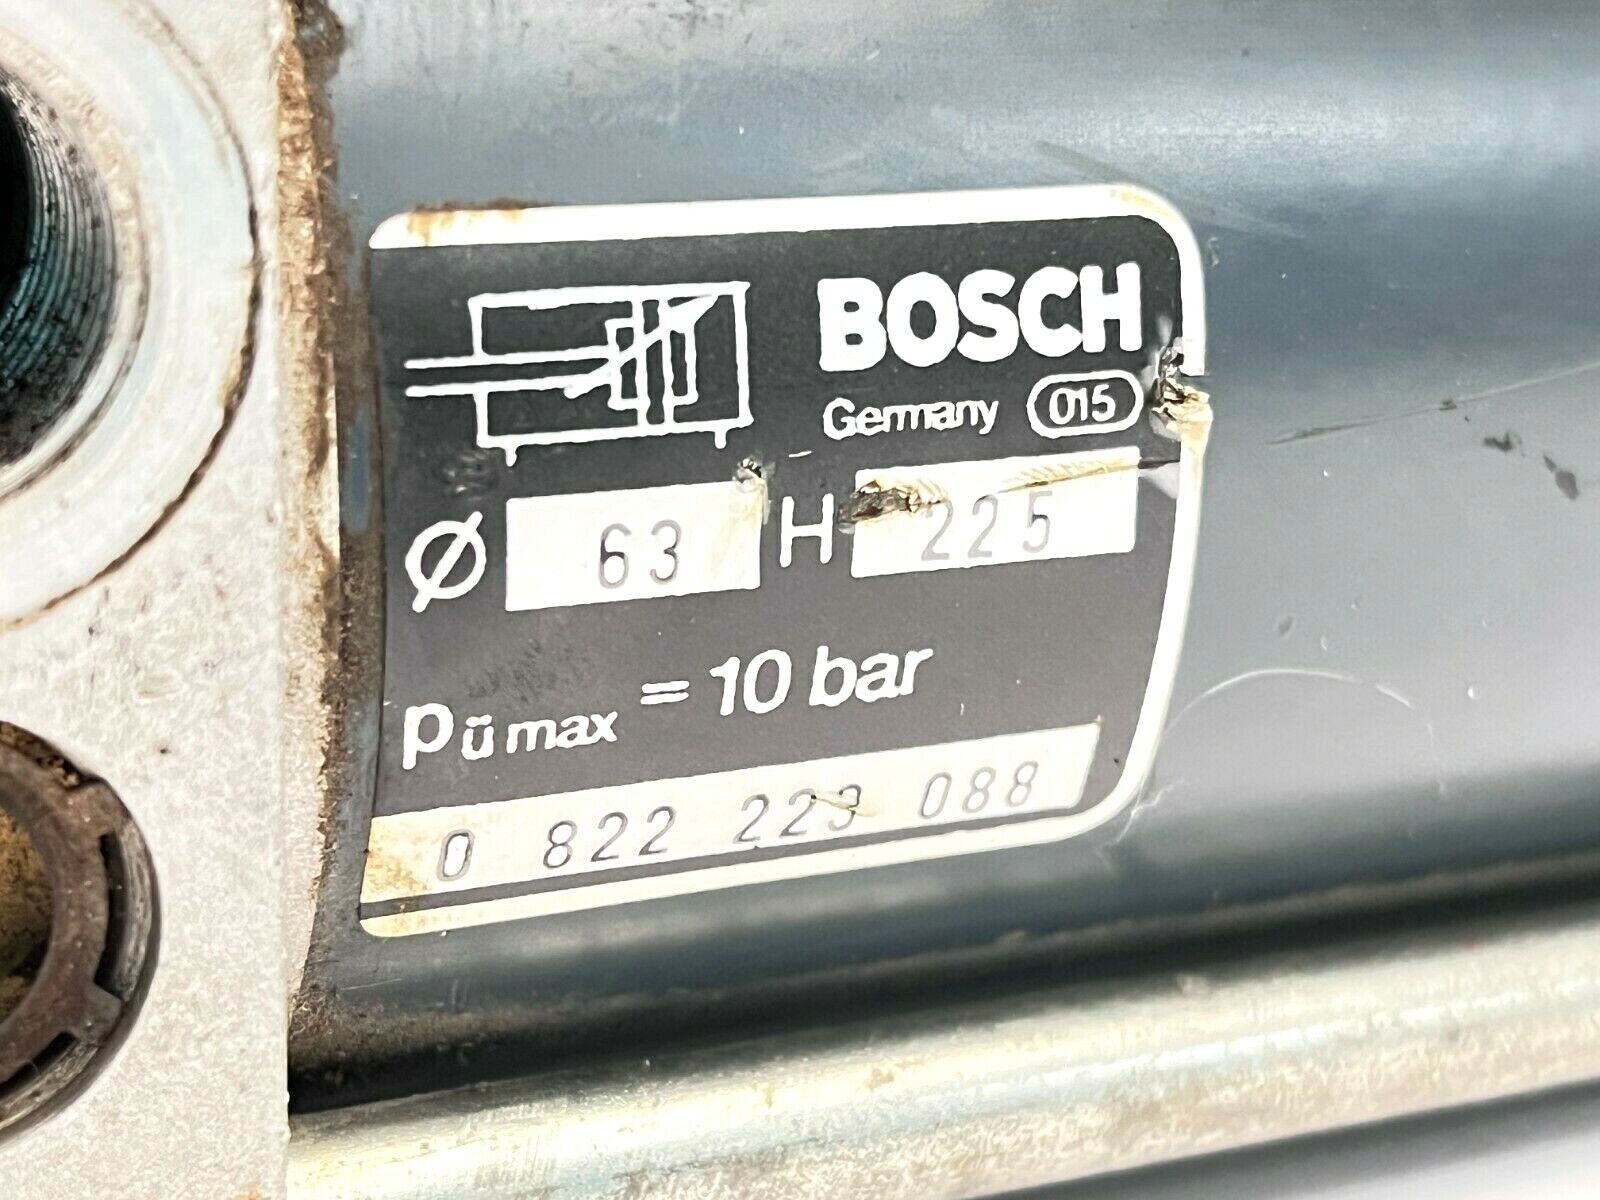 BOSCH
Germany 015
Ø 63 H 225
pü max = 10 bar
0 822 223 088